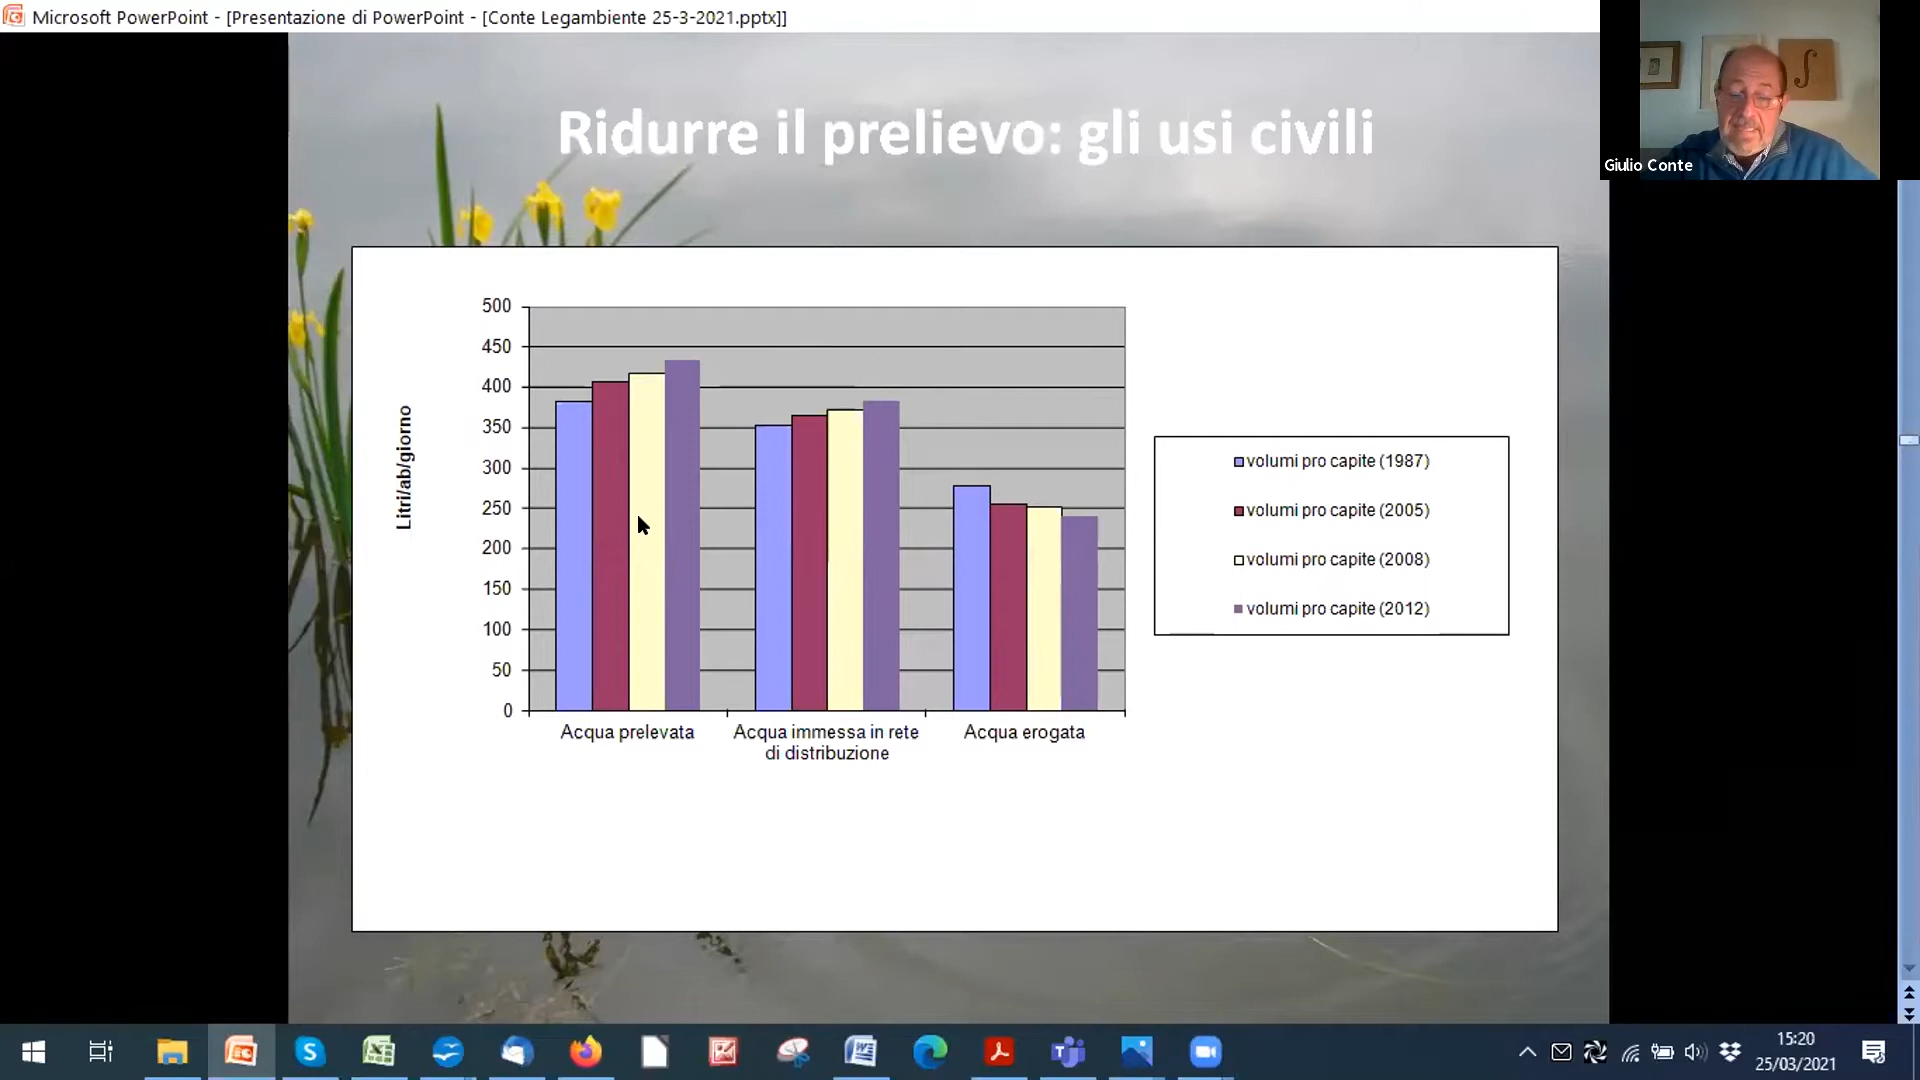 Microsoft PowerPoint - [Presentazione di PowerPoint - [Conte Legambiente 25-3-2021.pptx]]
Giulio Conte
Ridurre il prelievo: gli usi civili
Litri/ab/giorno
500
450
400
350
300
250
200
150
100
50
0
Acqua prelevata
Acqua immessa in rete
di distribuzione
Acqua erogata
volumi pro capite (1987)
volumi pro capite (2005)
volumi pro capite (2008)
volumi pro capite (2012)
15:20
25/03/2021